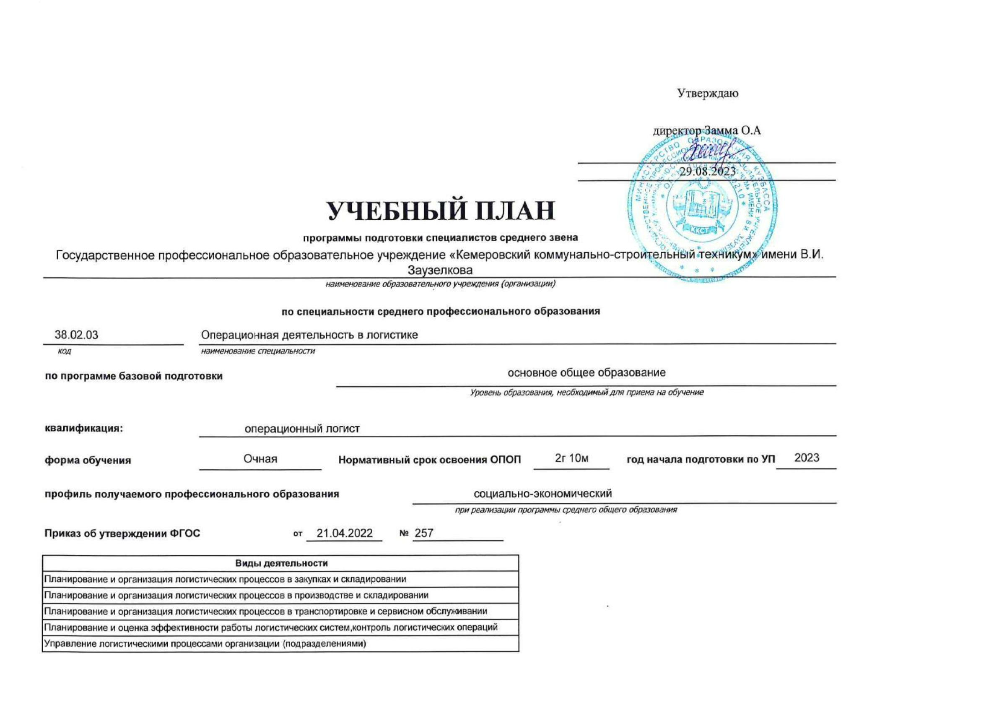 Утверждаю
директор Замма О.А
29.08.2023
УЧЕБНЫЙ ПЛАН
программы подготовки специалистов среднего звена
Государственное профессиональное образовательное учреждение «Кемеровский коммунально-строительный техникум» имени В.И.
Заузелкова
наименование образовательного учреждения (организации)
по специальности среднего профессионального образования
38.02.03 Операционная деятельность в логистике
код наименование специальности
по программе базовой подготовки основное общее образование
Уровень образования, необходимый для приема на обучение
квалификация: операционный логист
форма обучения Очная Нормативный срок освоения ОПОП 2г 10м год начала подготовки по УП 2023
профиль получаемого профессионального образования социально-экономический
при реализации программы среднего общего образования
Приказ об утверждении ФГОС от 21.04.2022 № 257
Виды деятельности
Планирование и организация логистических процессов в закупках и складировании
Планирование и организация логистических процессов в производстве и складировании
Планирование и организация логистических процессов в транспортировке и сервисном обслуживании
Планирование и оценка эффективности работы логистических систем,контроль логистических операций
Управление логистическими процессами организации (подразделениями)
МИНИСТЕРСТВО ОБРАЗОВАНИЯ КУЗБАССА
ККСТ